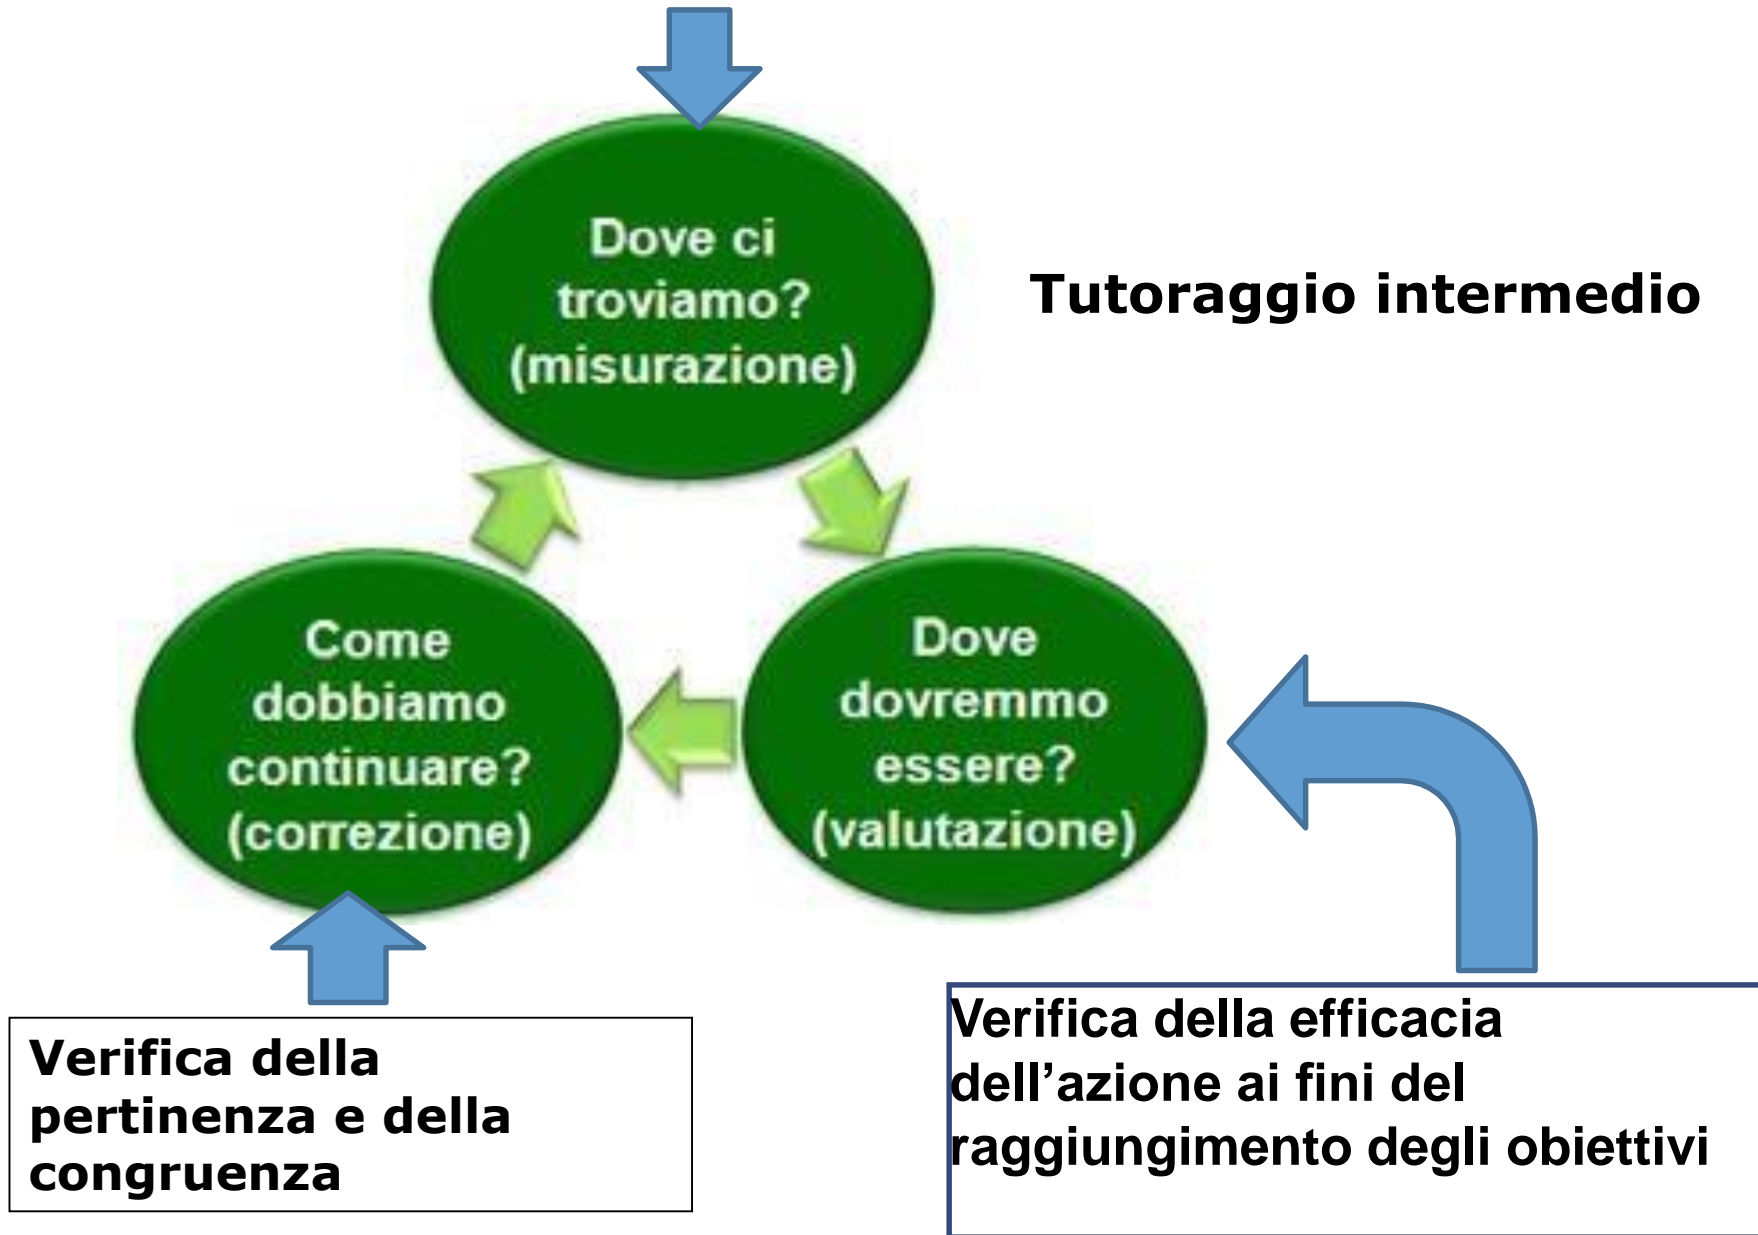 Dove ci
troviamo?
(misurazione)
Tutoraggio intermedio
Come
dobbiamo
continuare?
(correzione)
Dove
dovremmo
essere?
(valutazione)
Verifica della
pertinenza e della
congruenza
Verifica della efficacia
dell’azione ai fini del
raggiungimento degli obiettivi